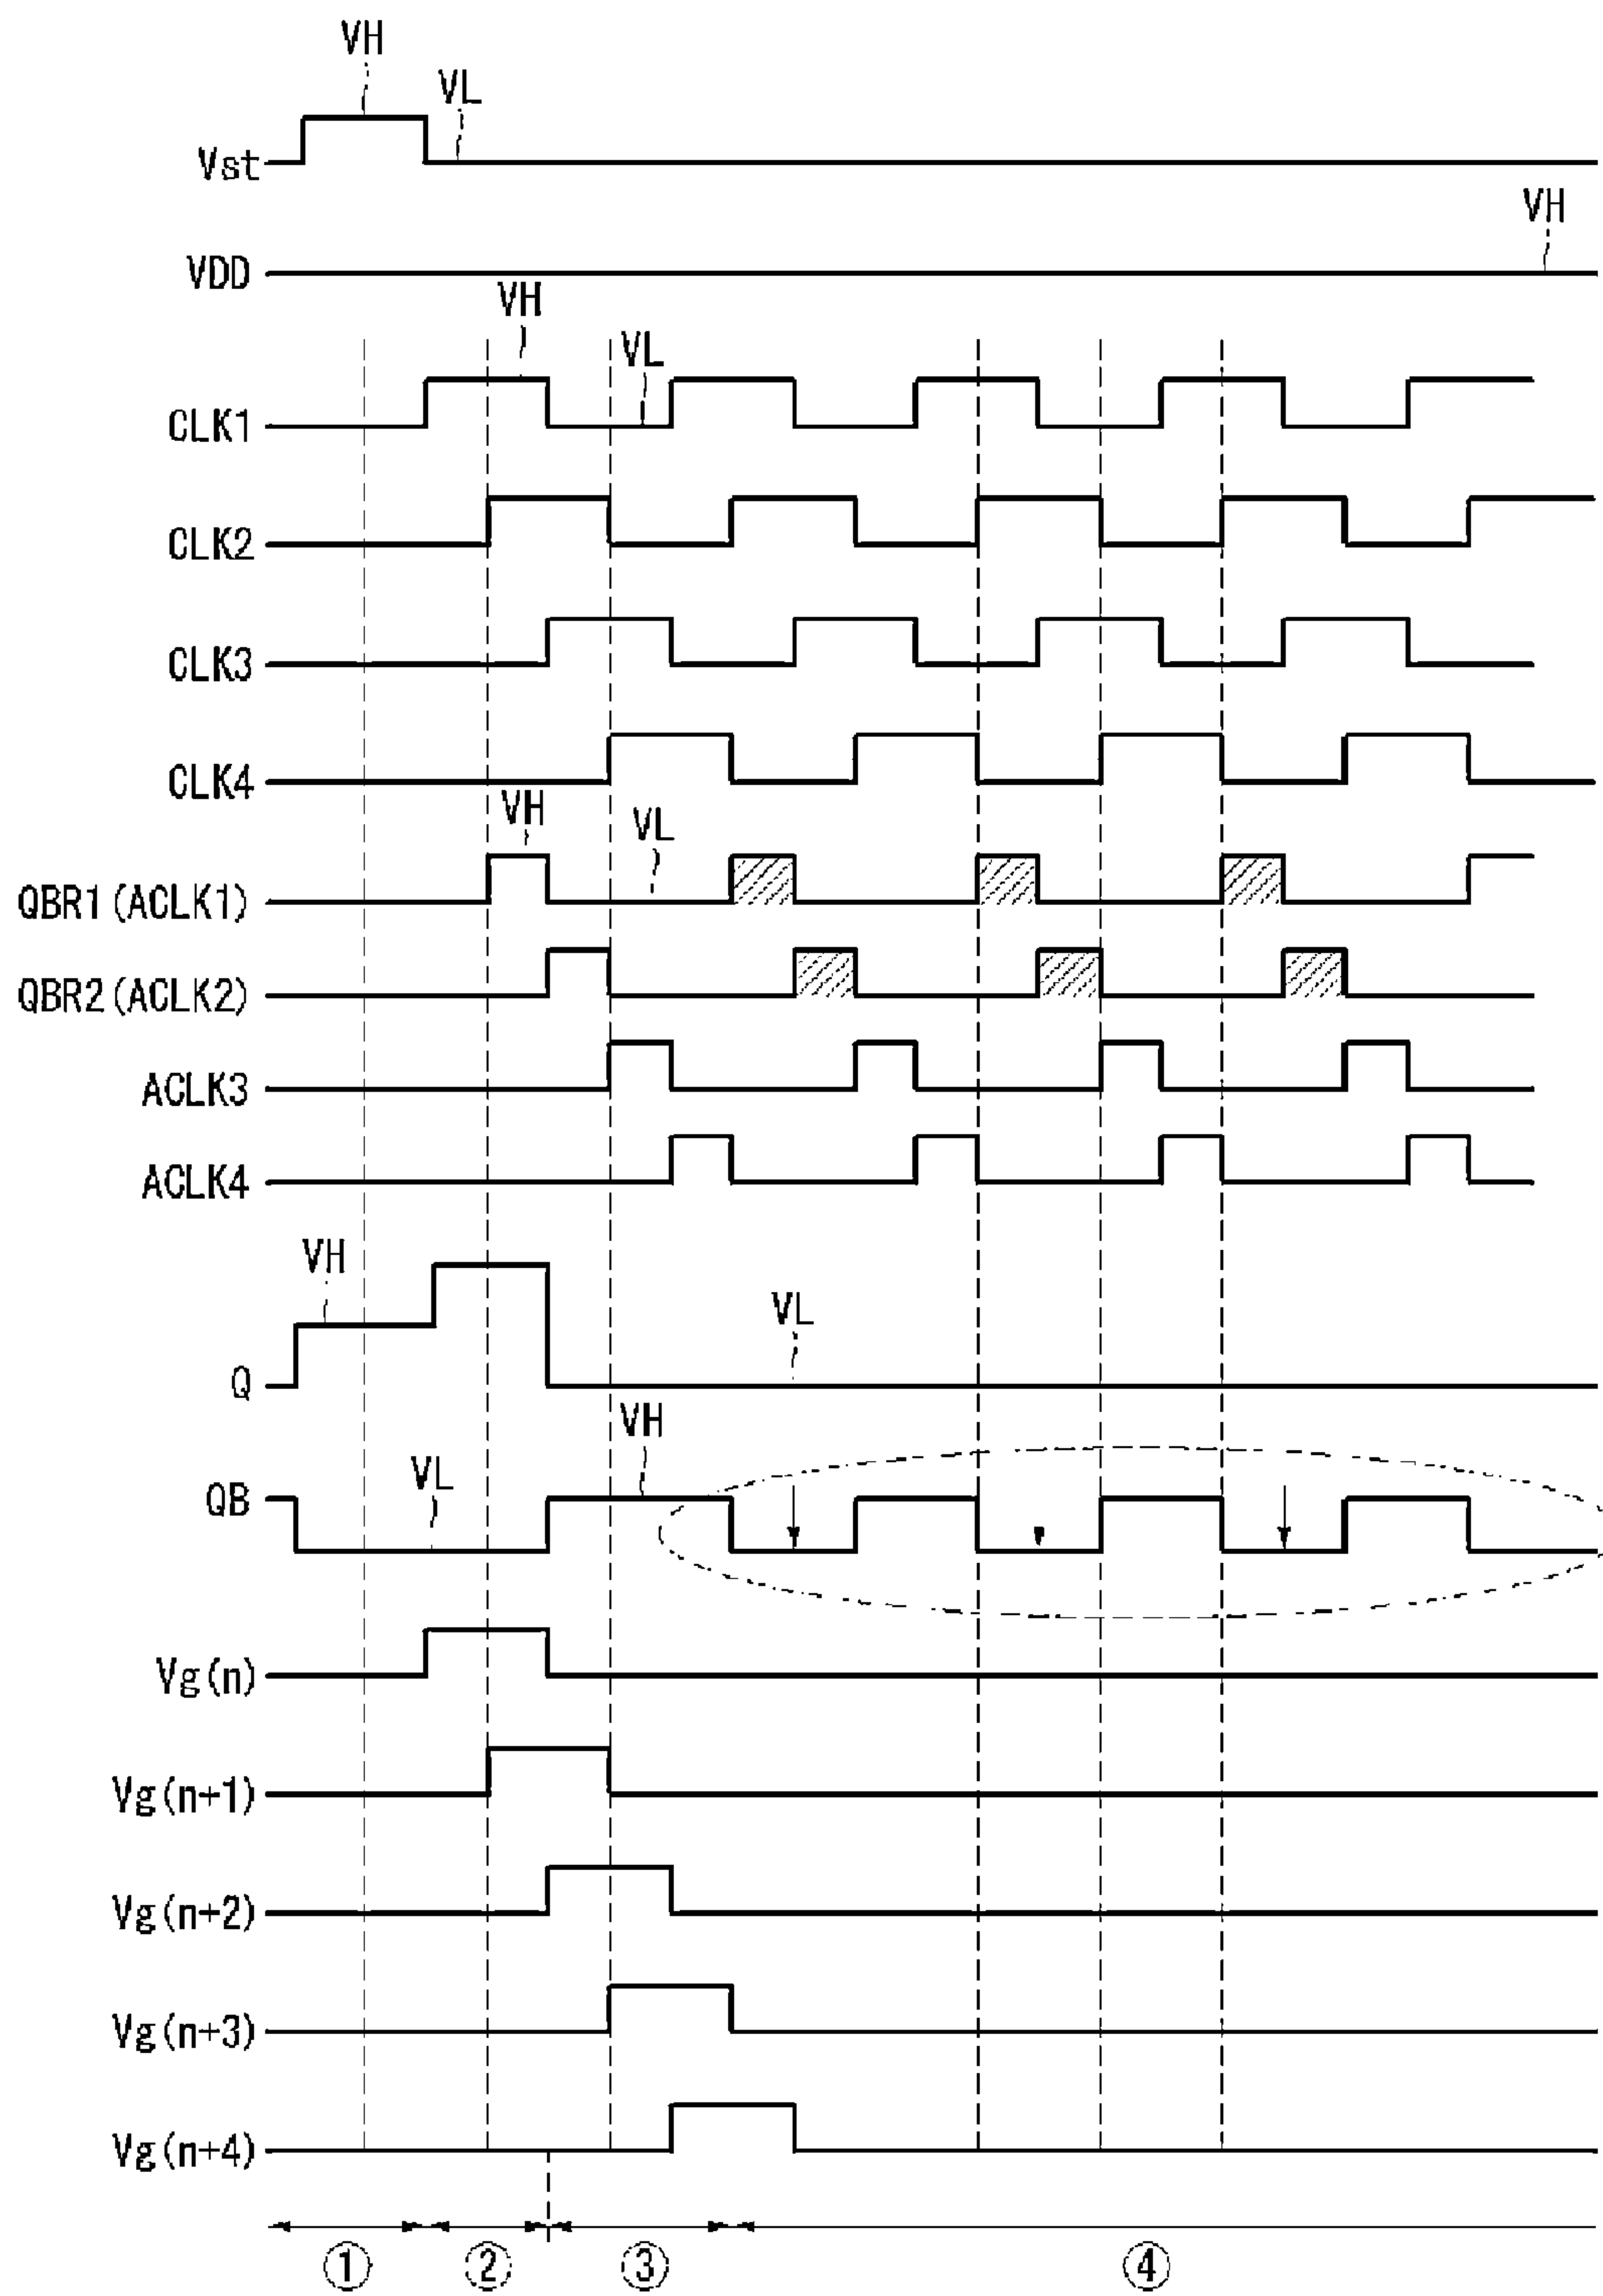 VH
VL
Vst
VH
VDD
VH
VL
CLK1
CLK2
CLK3
CLK4
VH
VL
QBR1(ACLK1)
QBR2(ACLK2)
ACLK3
ACLK4
VH
VL
Q
VH
VL
QB
Vg(n)
Vg(n+1)
Vg(n+2)
Vg(n+3)
Vg(n+4)
① ② ③ ④